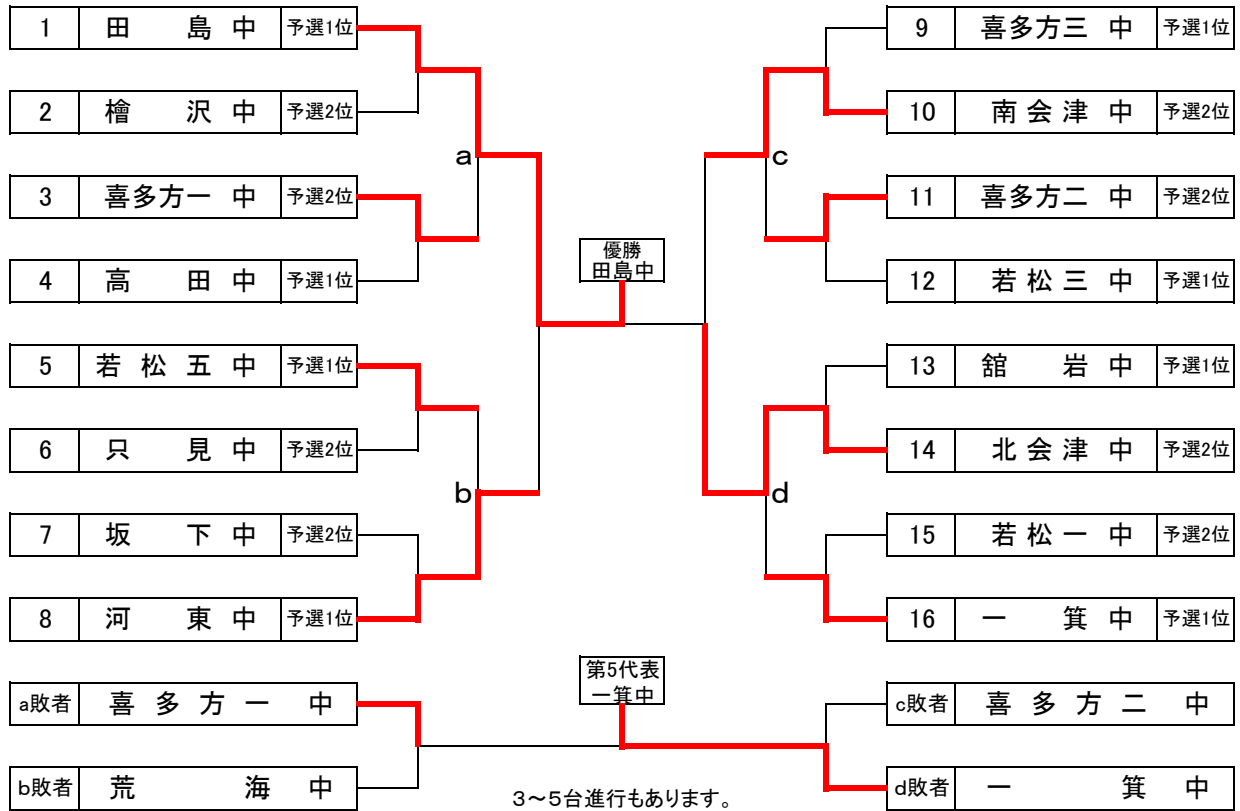 1 田島中 予選1位
2 檜沢中 予選2位
a
3 喜多方一中 予選2位
4 高田中 予選1位
5 若松五中 予選1位
6 只見中 予選2位
b
7 坂下中 予選2位
8 河東中 予選1位
優勝
田島中
9 喜多方三中 予選1位
10 南会津中 予選2位
c
11 喜多方二中 予選2位
12 若松三中 予選1位
13 舘岩中 予選1位
14 北会津中 予選2位
d
15 若松一中 予選2位
16 一箕中 予選1位
a敗者 喜多方一中
b敗者 荒海中
第5代表
一箕中
c敗者 喜多方二中
d敗者 一箕中
3～5台進行もあります。